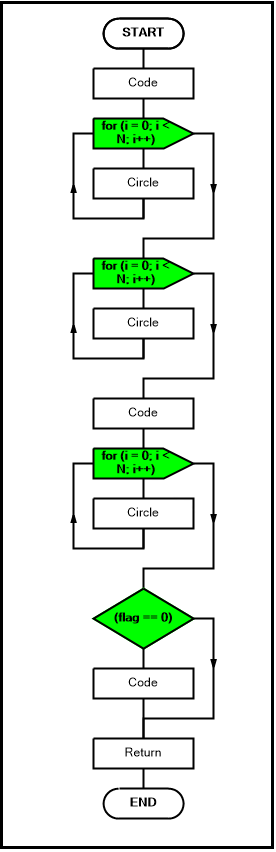 START
Code
for (i = 0; i <
N; i++)
Circle
for (i = 0; i <
N; i++)
Circle
Code
for (i = 0; i <
N; i++)
Circle
(flag == 0)
Code
Return
END